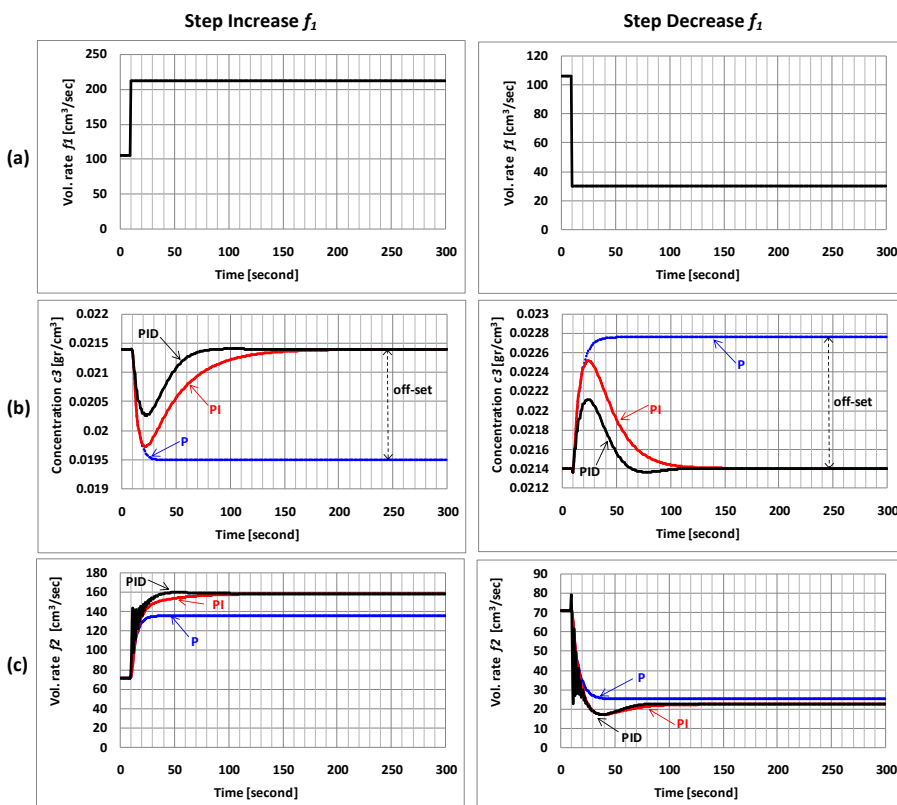 Step Increase f1
Step Decrease f1
(a)
Vol. rate f1 [cm³/sec]
250
200
150
100
50
0
0 50 100 150 200 250 300
Time [second]
Vol. rate f1 [cm³/sec]
120
100
80
60
40
20
0
0 50 100 150 200 250 300
Time [second]
(b)
Concentration c3 [gr/cm³]
0.022
0.0215
0.021
0.0205
0.02
0.0195
0.019
PID
PI
P
off-set
0 50 100 150 200 250 300
Time [second]
Concentration c3 [gr/cm³]
0.023
0.0228
0.0226
0.0224
0.0222
0.022
0.0218
0.0216
0.0214
0.0212
P
PI
PID
off-set
0 50 100 150 200 250 300
Time [second]
(c)
Vol. rate f2 [cm³/sec]
180
160
140
120
100
80
60
40
20
0
PID
PI
P
0 50 100 150 200 250 300
Time [second]
Vol. rate f2 [cm³/sec]
90
80
70
60
50
40
30
20
10
0
P
PI
PID
0 50 100 150 200 250 300
Time [second]